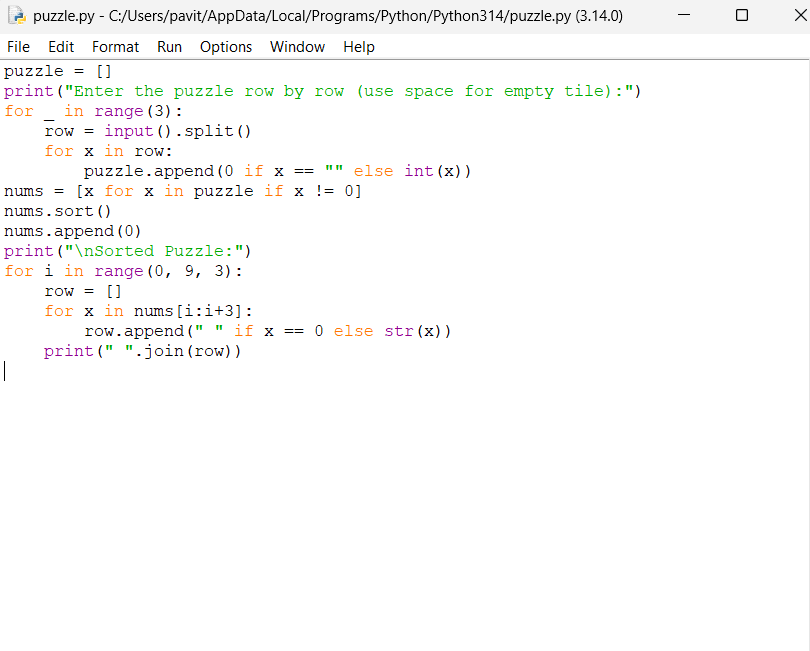 puzzle.py - C:/Users/pavit/AppData/Local/Programs/Python/Python314/puzzle.py (3.14.0)
File Edit Format Run Options Window Help
puzzle = []
print("Enter the puzzle row by row (use space for empty tile):")
for _ in range(3):
    row = input().split()
    for x in row:
        puzzle.append(0 if x == "" else int(x))
nums = [x for x in puzzle if x != 0]
nums.sort()
nums.append(0)
print("\nSorted Puzzle:")
for i in range(0, 9, 3):
    row = []
    for x in nums[i:i+3]:
        row.append(" " if x == 0 else str(x))
    print(" ".join(row))